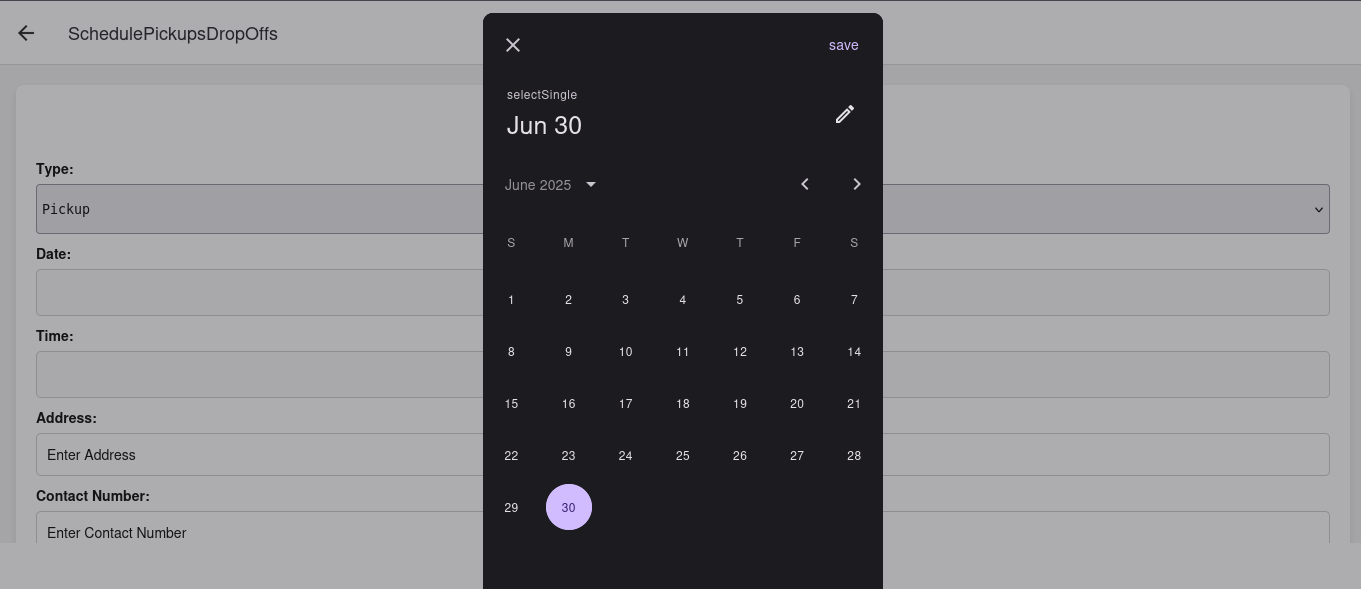 SchedulePickupsDropOffs
save
selectSingle
Jun 30
June 2025
S M T W T F S
1 2 3 4 5 6 7
8 9 10 11 12 13 14
15 16 17 18 19 20 21
22 23 24 25 26 27 28
29 30
Type:
Pickup
Date:
Time:
Address:
Enter Address
Contact Number:
Enter Contact Number